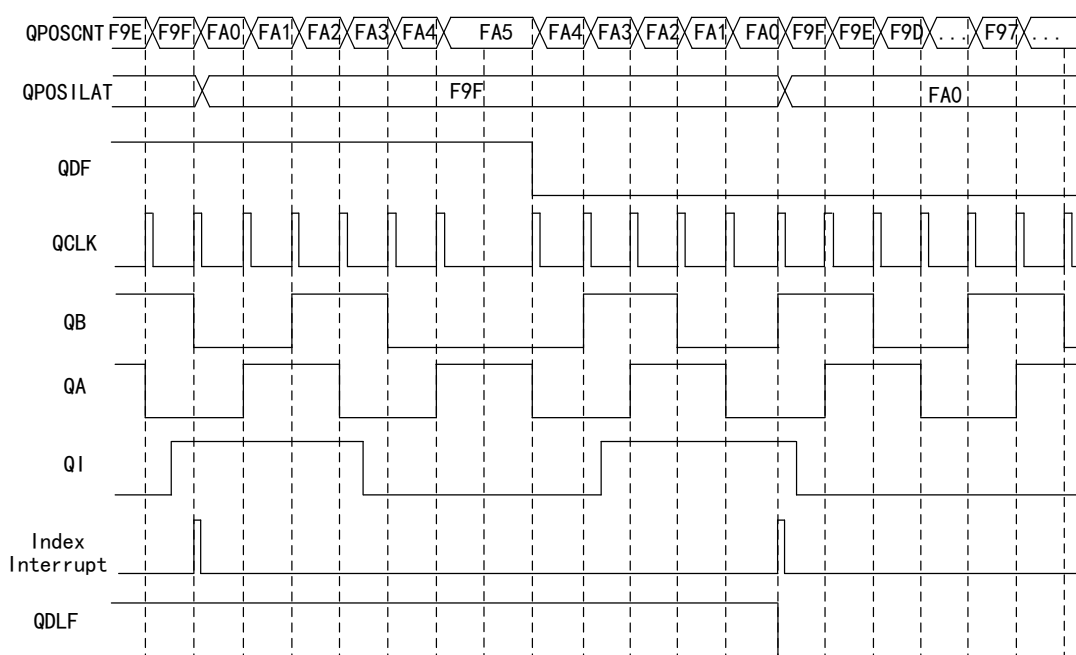 QPOSCNT F9E F9F FA0 FA1 FA2 FA3 FA4 FA5 FA4 FA3 FA2 FA1 FA0 F9F F9E F9D ... F97 ...
QPOSILAT F9F FA0
QDF
QCLK
QB
QA
QI
Index
Interrupt
QDLF